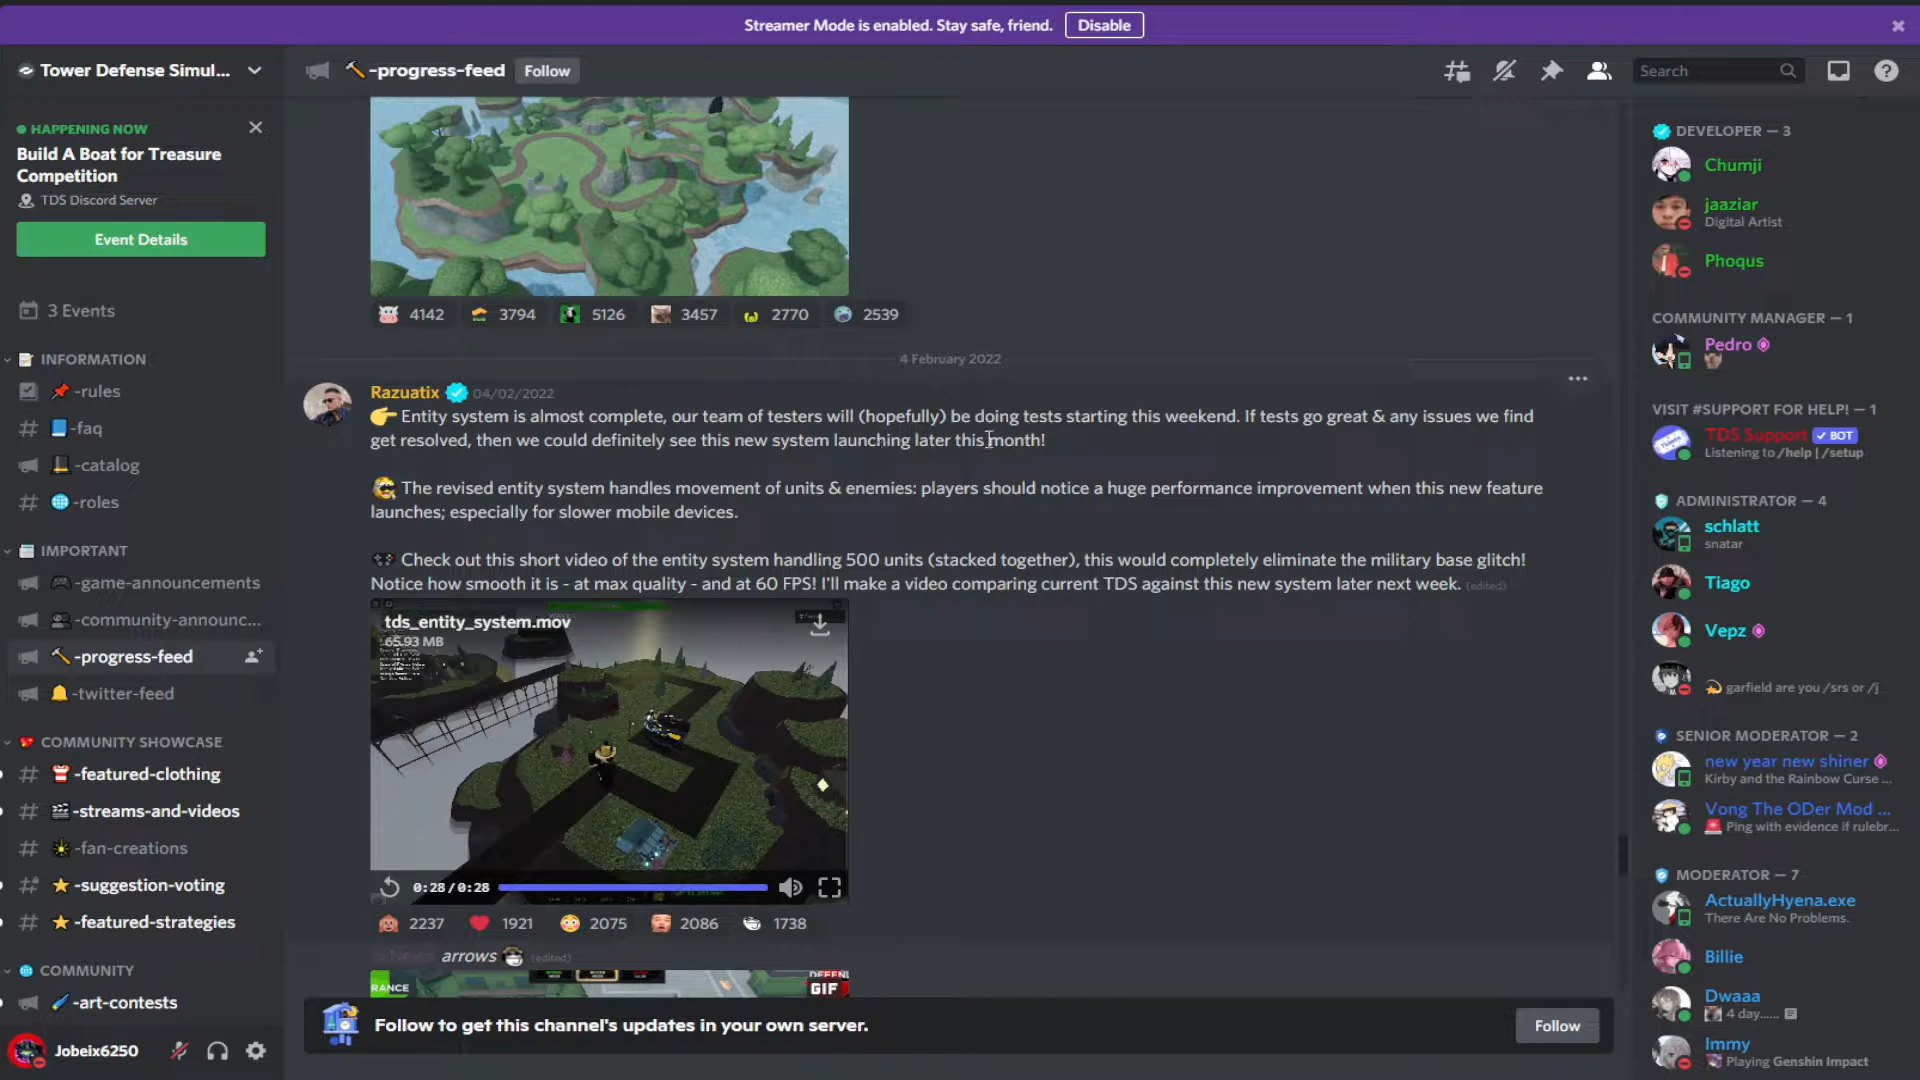 Streamer Mode is enabled. Stay safe, friend. Disable
Tower Defense Simul...
-progress-feed Follow
Search
HAPPENING NOW
Build A Boat for Treasure
Competition
TDS Discord Server
Event Details
3 Events
INFORMATION
-rules
-faq
-catalog
-roles
IMPORTANT
-game-announcements
-community-announc...
-progress-feed
-twitter-feed
COMMUNITY SHOWCASE
-featured-clothing
-streams-and-videos
-fan-creations
-suggestion-voting
-featured-strategies
COMMUNITY
-art-contests
Jobeix6250
4142 3794 5126 3457 2770 2539
4 February 2022
Razuatix 04/02/2022
Entity system is almost complete, our team of testers will (hopefully) be doing tests starting this weekend. If tests go great & any issues we find
get resolved, then we could definitely see this new system launching later this month!
The revised entity system handles movement of units & enemies: players should notice a huge performance improvement when this new feature
launches; especially for slower mobile devices.
Check out this short video of the entity system handling 500 units (stacked together), this would completely eliminate the military base glitch!
Notice how smooth it is - at max quality - and at 60 FPS! I'll make a video comparing current TDS against this new system later next week. (edited)
tds_entity_system.mov
65.93 MB
0:28/0:28
2237 1921 2075 2086 1738
arrows (edited)
RANCE
GIF
Follow to get this channel's updates in your own server.
Follow
DEVELOPER — 3
Chumji
jaaziar
Digital Artist
Phoqus
COMMUNITY MANAGER — 1
Pedro
VISIT #SUPPORT FOR HELP! — 1
TDS Support BOT
Listening to /help | /setup
ADMINISTRATOR — 4
schlatt
snatar
Tiago
Vepz
garfield are you /srs or /j
SENIOR MODERATOR — 2
new year new shiner
Kirby and the Rainbow Curse ...
Vong The ODer Mod ...
Ping with evidence if rulebr...
MODERATOR — 7
ActuallyHyena.exe
There Are No Problems.
Billie
Dwaaa
4 day......
Immy
Playing Genshin Impact